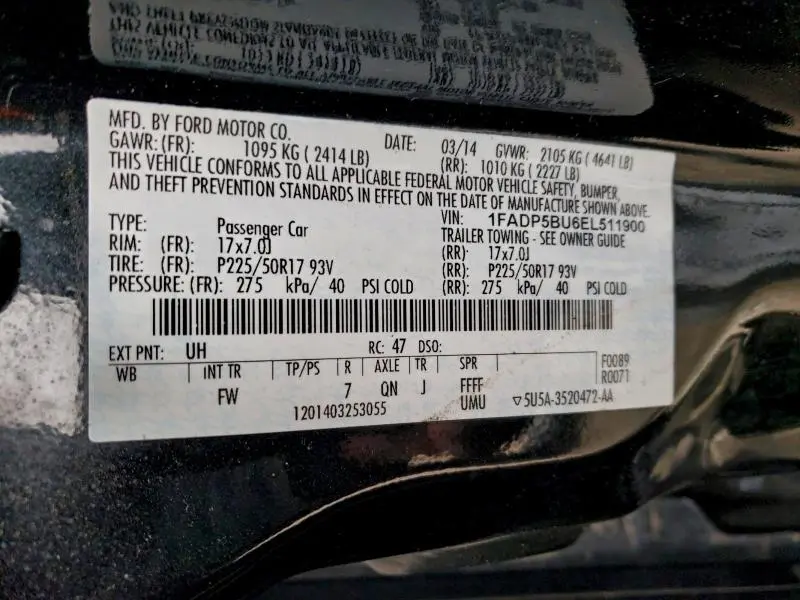 MFD. BY FORD MOTOR CO. DATE: 03/14 GVWR: 2105 KG ( 4641 LB)
GAWR: (FR): 1095 KG ( 2414 LB) (RR): 1010 KG ( 2227 LB)
THIS VEHICLE CONFORMS TO ALL APPLICABLE FEDERAL MOTOR VEHICLE SAFETY, BUMPER,
AND THEFT PREVENTION STANDARDS IN EFFECT ON THE DATE OF MANUFACTURE SHOWN ABOVE.
VIN: 1FADP5BU6EL511900
TYPE: Passenger Car TRAILER TOWING - SEE OWNER GUIDE
RIM: (FR): 17x7.0J (RR): 17x7.0J
TIRE: (FR): P225/50R17 93V (RR): P225/50R17 93V
PRESSURE: (FR): 275 kPa/ 40 PSI COLD (RR): 275 kPa/ 40 PSI COLD
EXT PNT: UH RC: 47 DSO:
WB INT TR TP/PS R AXLE TR SPR F0089
R0071
FW 7 QN J FFFF
UMU ▽5U5A-3520472-AA
1201403253055